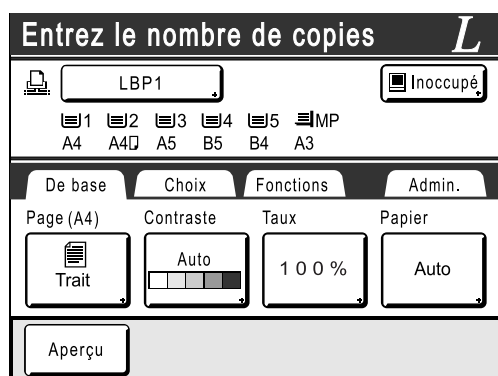 Entrez le nombre de copies L
LBP1 Inoccupé
1 2 3 4 5 MP
A4 A4 A5 B5 B4 A3
De base Choix Fonctions Admin.
Page (A4) Contraste Taux Papier
Trait Auto 100% Auto
Aperçu